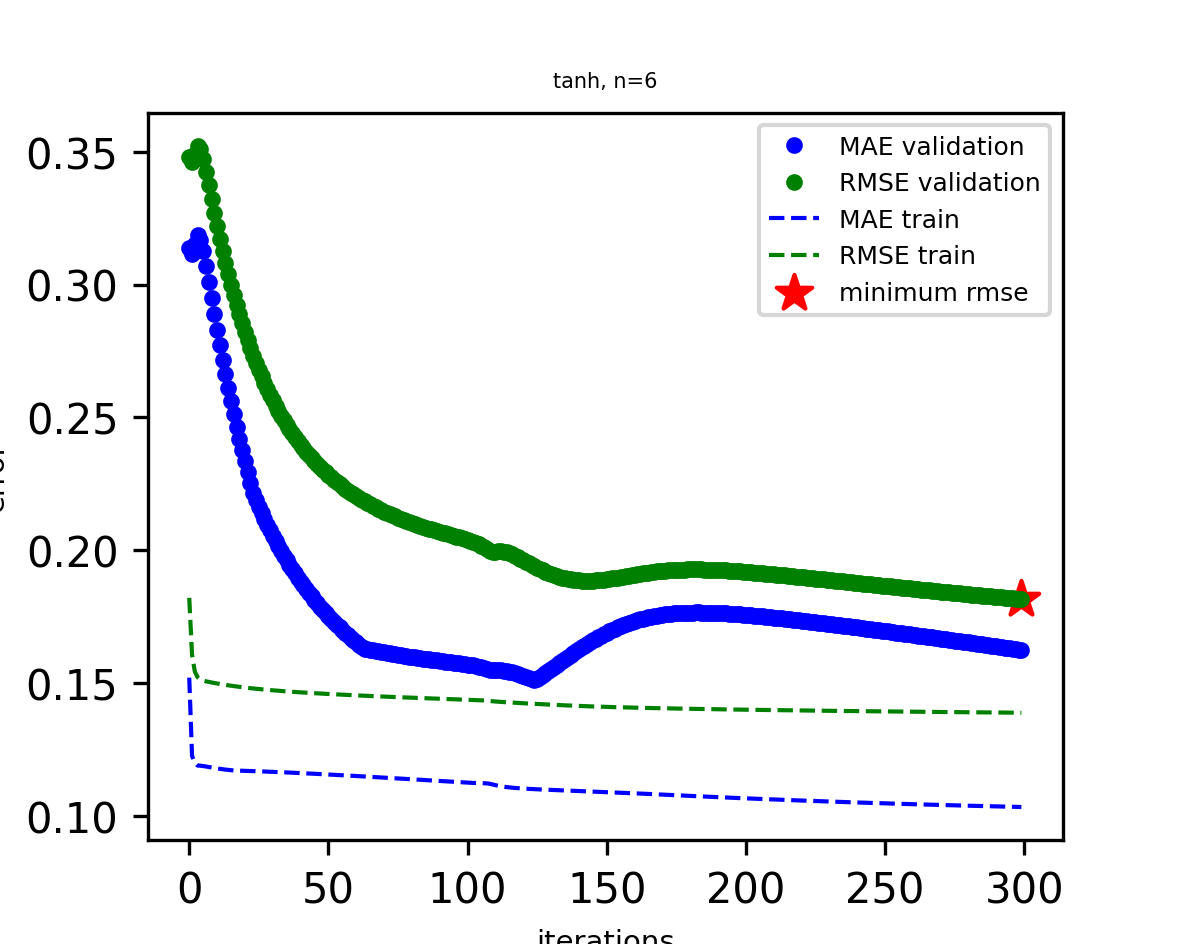 tanh, n=6
0.35
0.30
0.25
0.20
0.15
0.10
MAE validation
RMSE validation
MAE train
RMSE train
minimum rmse
0 50 100 150 200 250 300
iterations